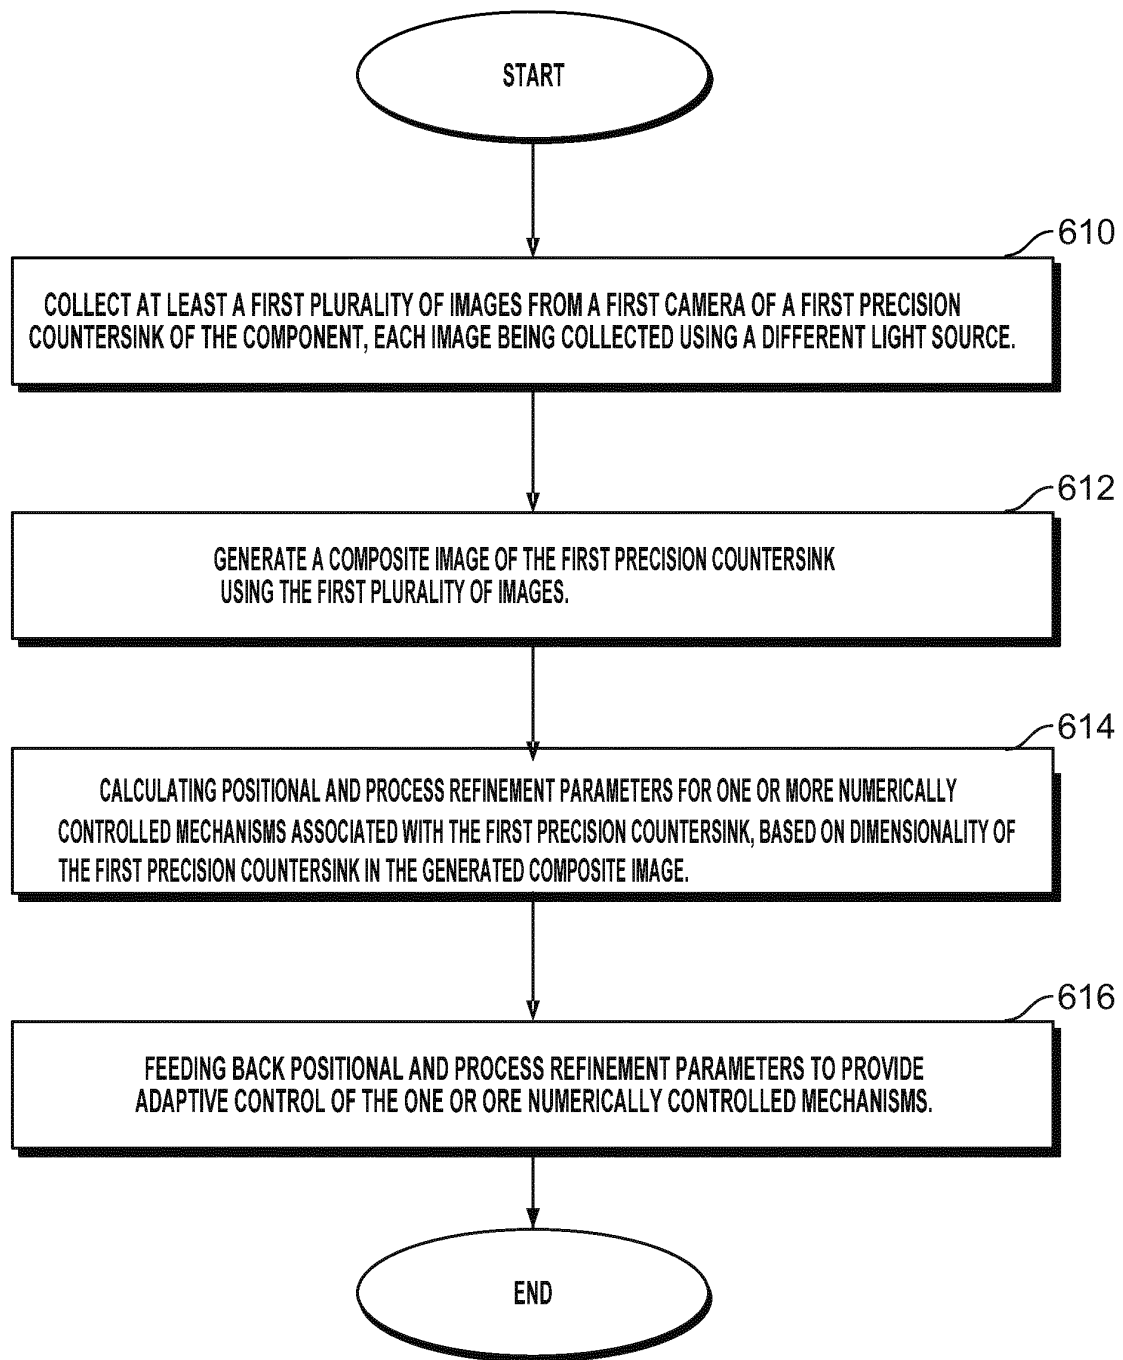 START
610
COLLECT AT LEAST A FIRST PLURALITY OF IMAGES FROM A FIRST CAMERA OF A FIRST PRECISION
COUNTERSINK OF THE COMPONENT, EACH IMAGE BEING COLLECTED USING A DIFFERENT LIGHT SOURCE.
612
GENERATE A COMPOSITE IMAGE OF THE FIRST PRECISION COUNTERSINK
USING THE FIRST PLURALITY OF IMAGES.
614
CALCULATING POSITIONAL AND PROCESS REFINEMENT PARAMETERS FOR ONE OR MORE NUMERICALLY
CONTROLLED MECHANISMS ASSOCIATED WITH THE FIRST PRECISION COUNTERSINK, BASED ON DIMENSIONALITY OF
THE FIRST PRECISION COUNTERSINK IN THE GENERATED COMPOSITE IMAGE.
616
FEEDING BACK POSITIONAL AND PROCESS REFINEMENT PARAMETERS TO PROVIDE
ADAPTIVE CONTROL OF THE ONE OR ORE NUMERICALLY CONTROLLED MECHANISMS.
END